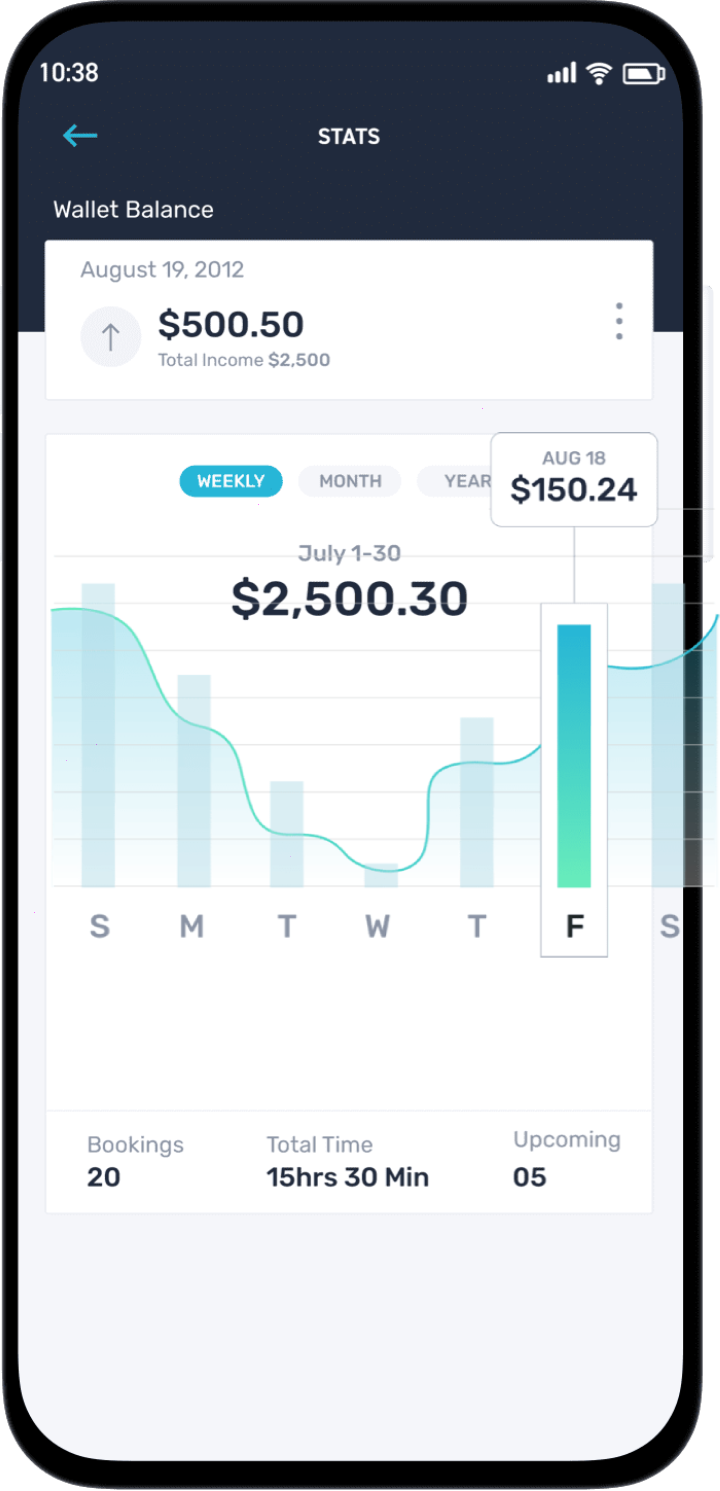 10:38
STATS
Wallet Balance
August 19, 2012
$500.50
Total Income $2,500
WEEKLY MONTH YEAR
AUG 18
$150.24
July 1-30
$2,500.30
S M T W T F S
Bookings Total Time Upcoming
20 15hrs 30 Min 05